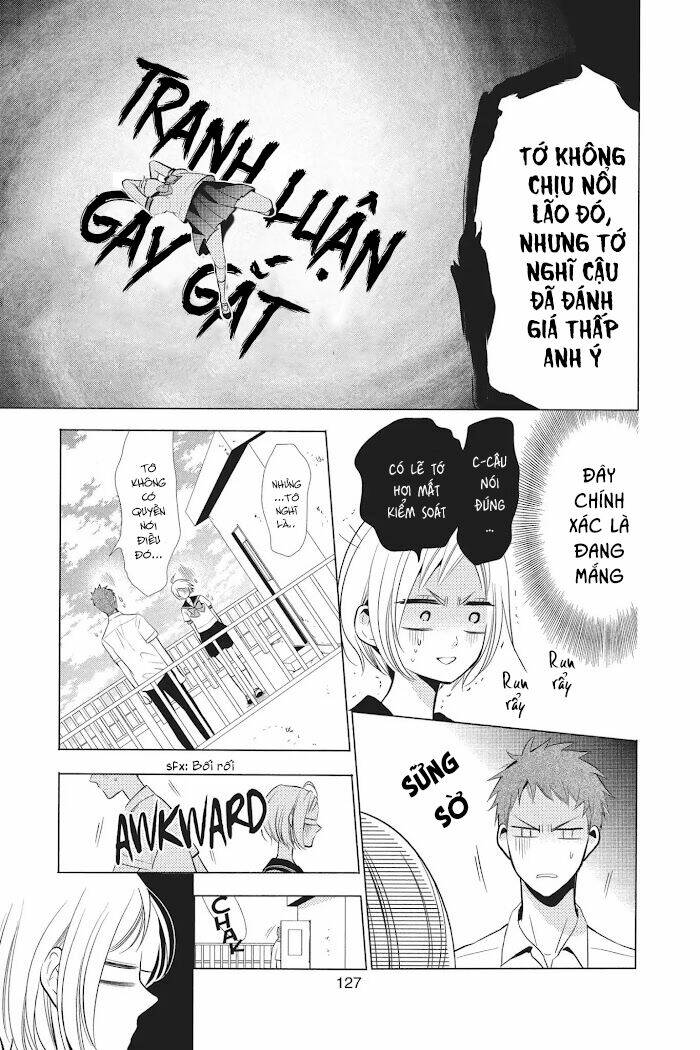 TỚ KHÔNG
CHỊU NỔI
LÃO ĐÓ,
NHƯNG TỚ
NGHĨ CẬU
ĐÃ ĐÁNH
GIÁ THẤP
ANH Ý
TRANH LUẬN
GAY GẮT
ĐÂY
CHÍNH
XÁC LÀ
ĐANG
MẮNG
C-CẬU
NÓI
ĐÚNG
...
CÓ LẼ TỚ
HƠI MẤT
KIỂM SOÁT
Run
rẩy
Run
rẩy
NHƯNG
...TỚ
NGHĨ LÀ..
TỚ
KHÔNG
CÓ
QUYỀN
NÓI
ĐIỀU
ĐÓ...
SỮNG
SỜ
SFX: Bối rối
AWKWARD
CHAK
127